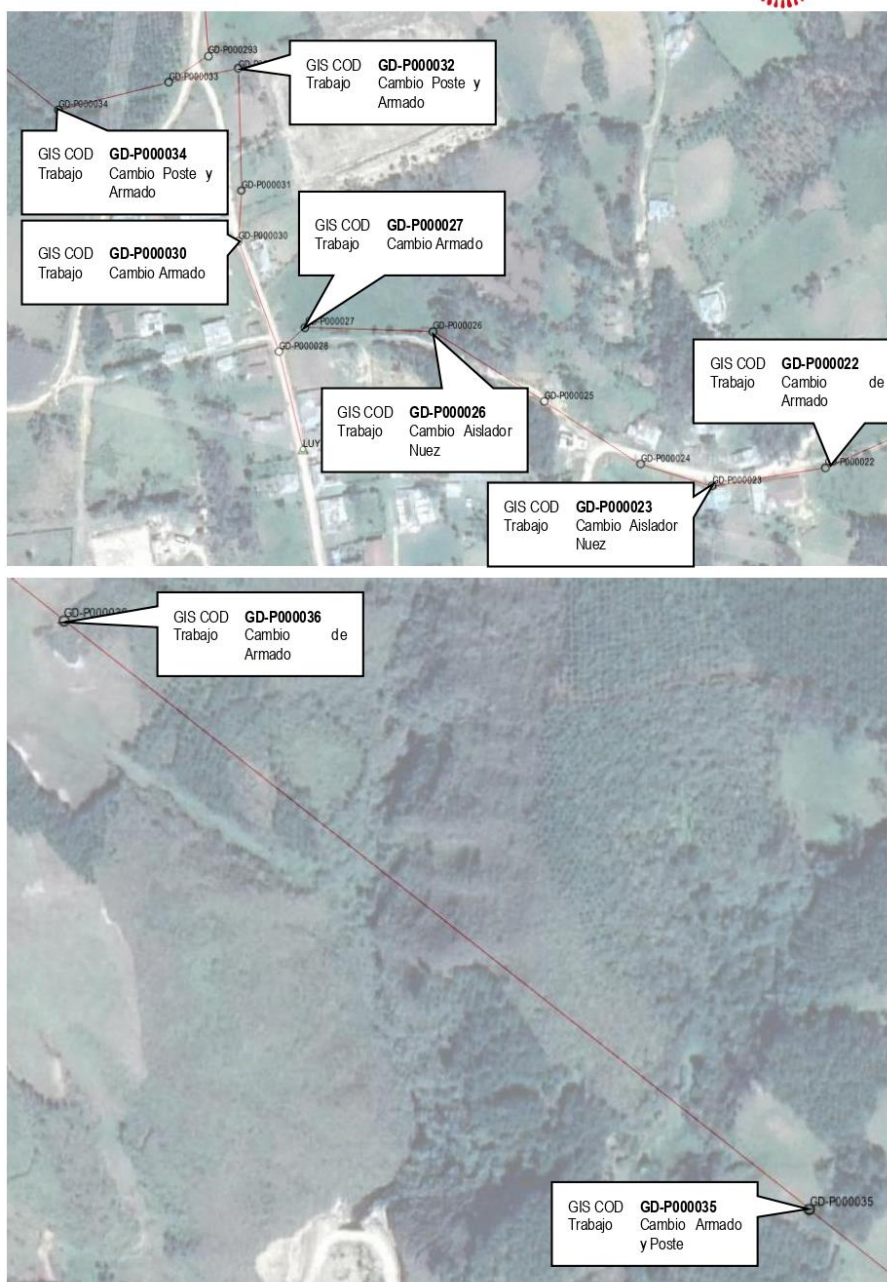 GD-P000293
GD-P000033
GD-P000034
GIS COD GD-P000032
Trabajo Cambio Poste y
Armado
GIS COD GD-P000034
Trabajo Cambio Poste y
Armado
GD-P000031
GD-P000030
GIS COD GD-P000030
Trabajo Cambio Armado
GIS COD GD-P000027
Trabajo Cambio Armado
GD-P000026
GD-P000028
GIS COD GD-P000026
Trabajo Cambio Aislador
Nuez
GD-P000025
GIS COD GD-P000022
Trabajo Cambio de
Armado
LUY
GD-P000024
GD-P000023
GIS COD GD-P000023
Trabajo Cambio Aislador
Nuez
GIS COD GD-P000036
Trabajo Cambio de
Armado
GD-P000035
GIS COD GD-P000035
Trabajo Cambio Armado
y Poste